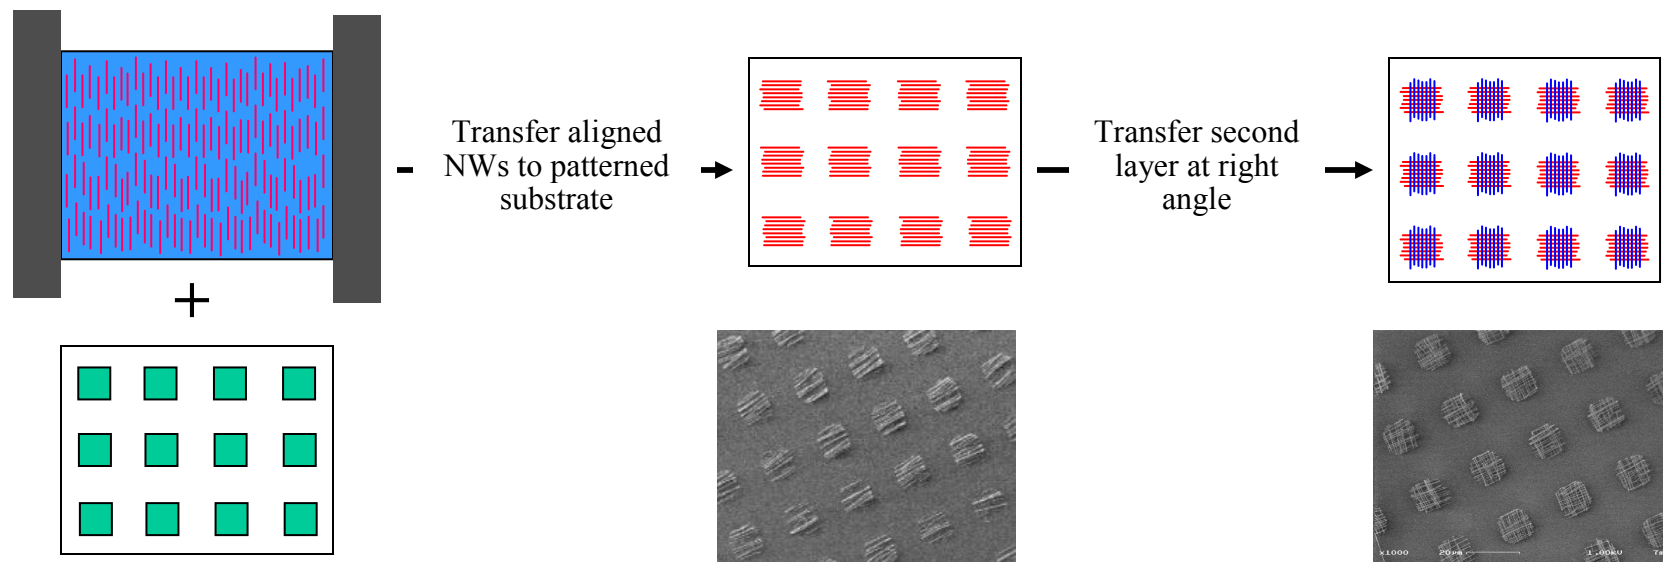 Transfer aligned
NWs to patterned
substrate
Transfer second
layer at right
angle
x1000 20µm 1.00kV